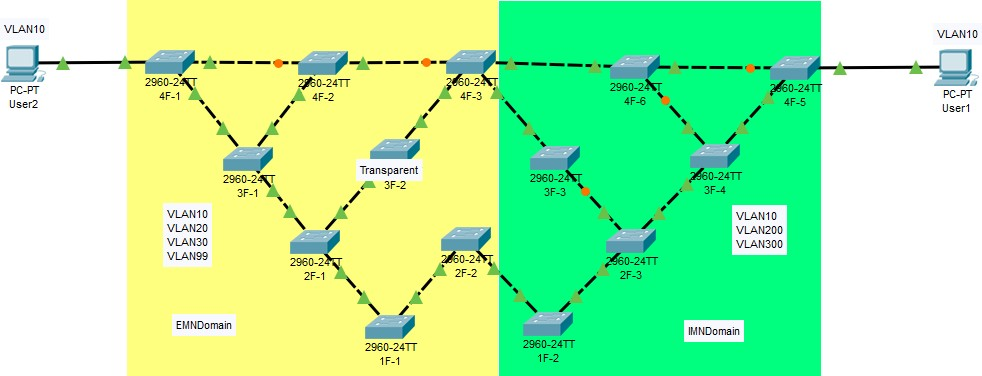 VLAN10
PC-PT
User2
2960-24TT
4F-1
2960-24TT
4F-2
2960-24TT
4F-3
2960-24TT
4F-6
2960-24TT
4F-5
VLAN10
PC-PT
User1
2960-24TT
3F-1
Transparent
3F-2
2960-24TT
3F-3
2960-24TT
3F-4
VLAN10
VLAN20
VLAN30
VLAN99
2960-24TT
2F-1
2960-24TT
2F-2
2960-24TT
2F-3
VLAN10
VLAN200
VLAN300
EMNDomain
2960-24TT
1F-1
2960-24TT
1F-2
IMNDomain